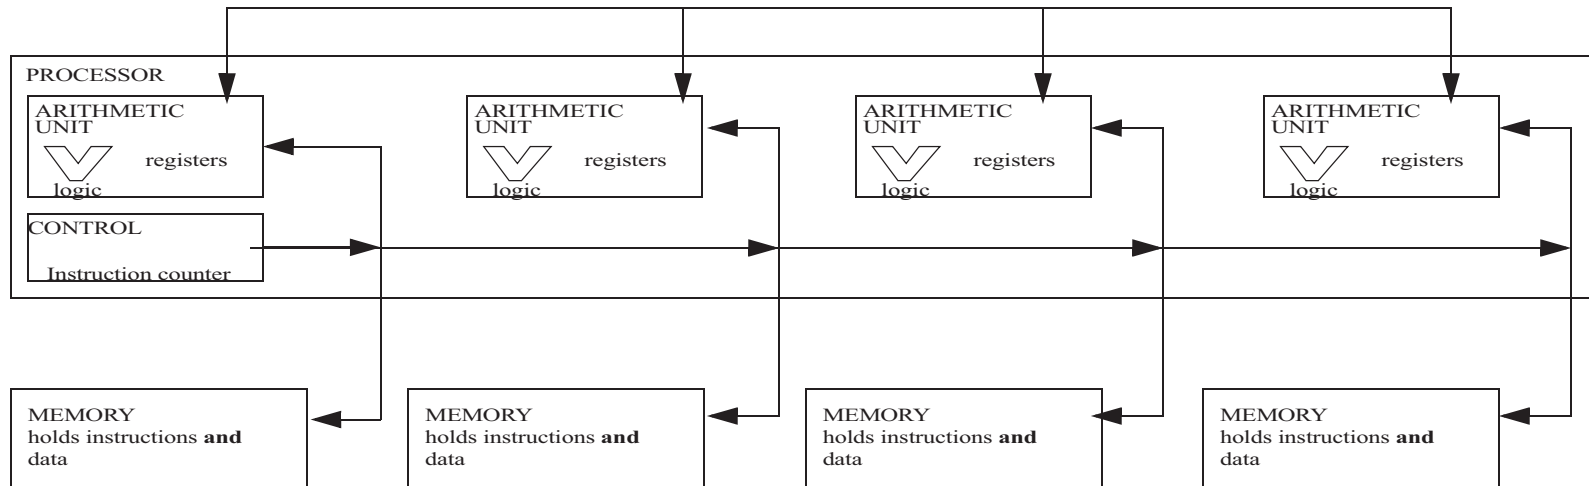 PROCESSOR
ARITHMETIC
UNIT
registers
logic
ARITHMETIC
UNIT
registers
logic
ARITHMETIC
UNIT
registers
logic
ARITHMETIC
UNIT
registers
logic
CONTROL
Instruction counter
MEMORY
holds instructions and
data
MEMORY
holds instructions and
data
MEMORY
holds instructions and
data
MEMORY
holds instructions and
data